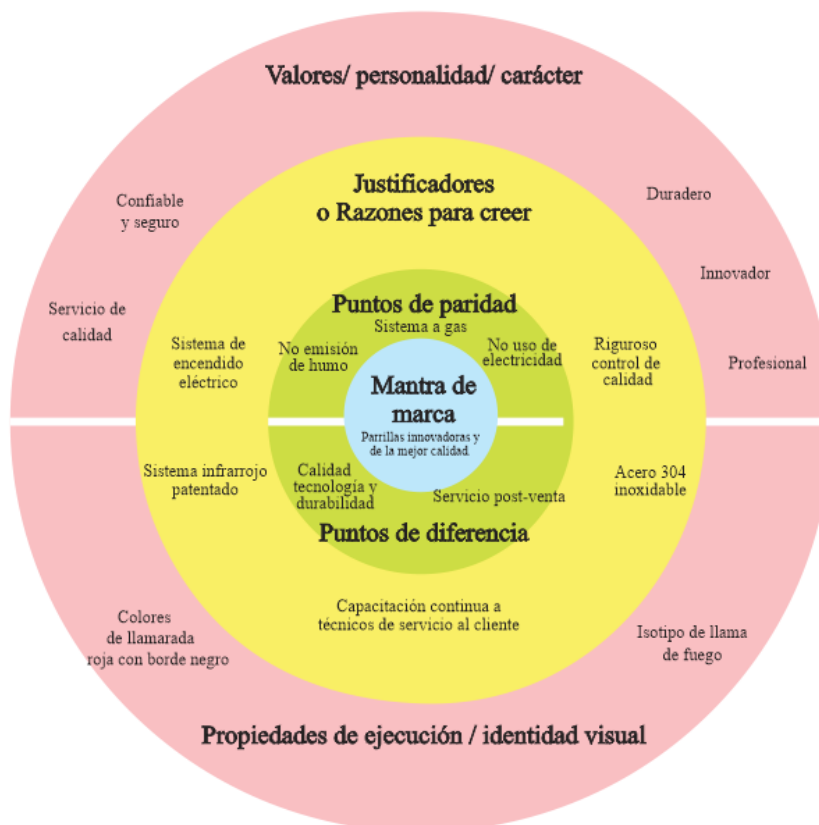 Valores/ personalidad/ carácter
Confiable
y seguro
Servicio de
calidad
Duradero
Innovador
Profesional
Justificadores
o Razones para creer
Sistema de
encendido
eléctrico
Riguroso
control de
calidad
Puntos de paridad
Sistema a gas
No emisión
de humo
No uso de
electricidad
Mantra de
marca
Parrillas innovadoras y
de la mejor calidad.
Sistema infrarrojo
patentado
Calidad
tecnología y
durabilidad
Servicio post-venta
Acero 304
inoxidable
Puntos de diferencia
Capacitación continua a
técnicos de servicio al cliente
Colores
de llamarada
roja con borde negro
Isotipo de llama
de fuego
Propiedades de ejecución / identidad visual